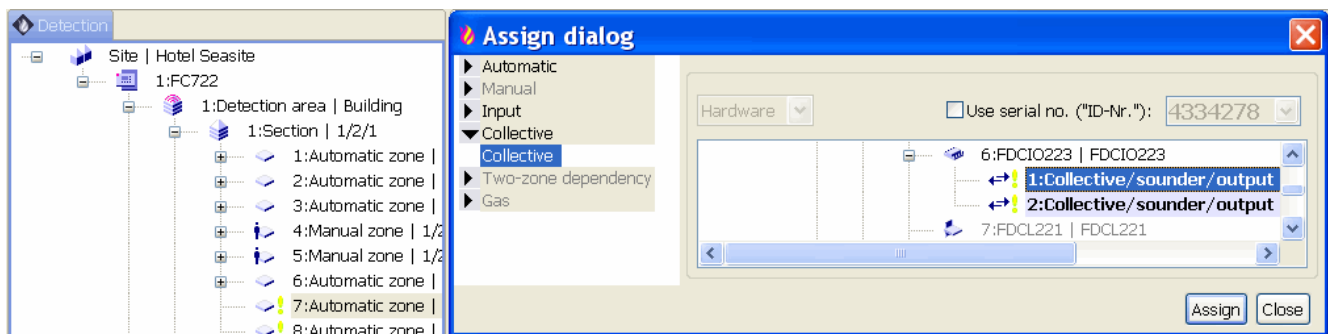 Detection
Site | Hotel Seasite
1:FC722
1:Detection area | Building
1:Section | 1/2/1
1:Automatic zone |
2:Automatic zone |
3:Automatic zone |
4:Manual zone | 1/2
5:Manual zone | 1/2
6:Automatic zone |
7:Automatic zone |
8:Automatic zone |
Assign dialog
Automatic
Manual
Input
Collective
Collective
Two-zone dependency
Gas
Hardware
Use serial no. ("ID-Nr."): 4334278
6:FDCIO223 | FDCIO223
1:Collective/sounder/output
2:Collective/sounder/output
7:FDCL221 | FDCL221
Assign
Close